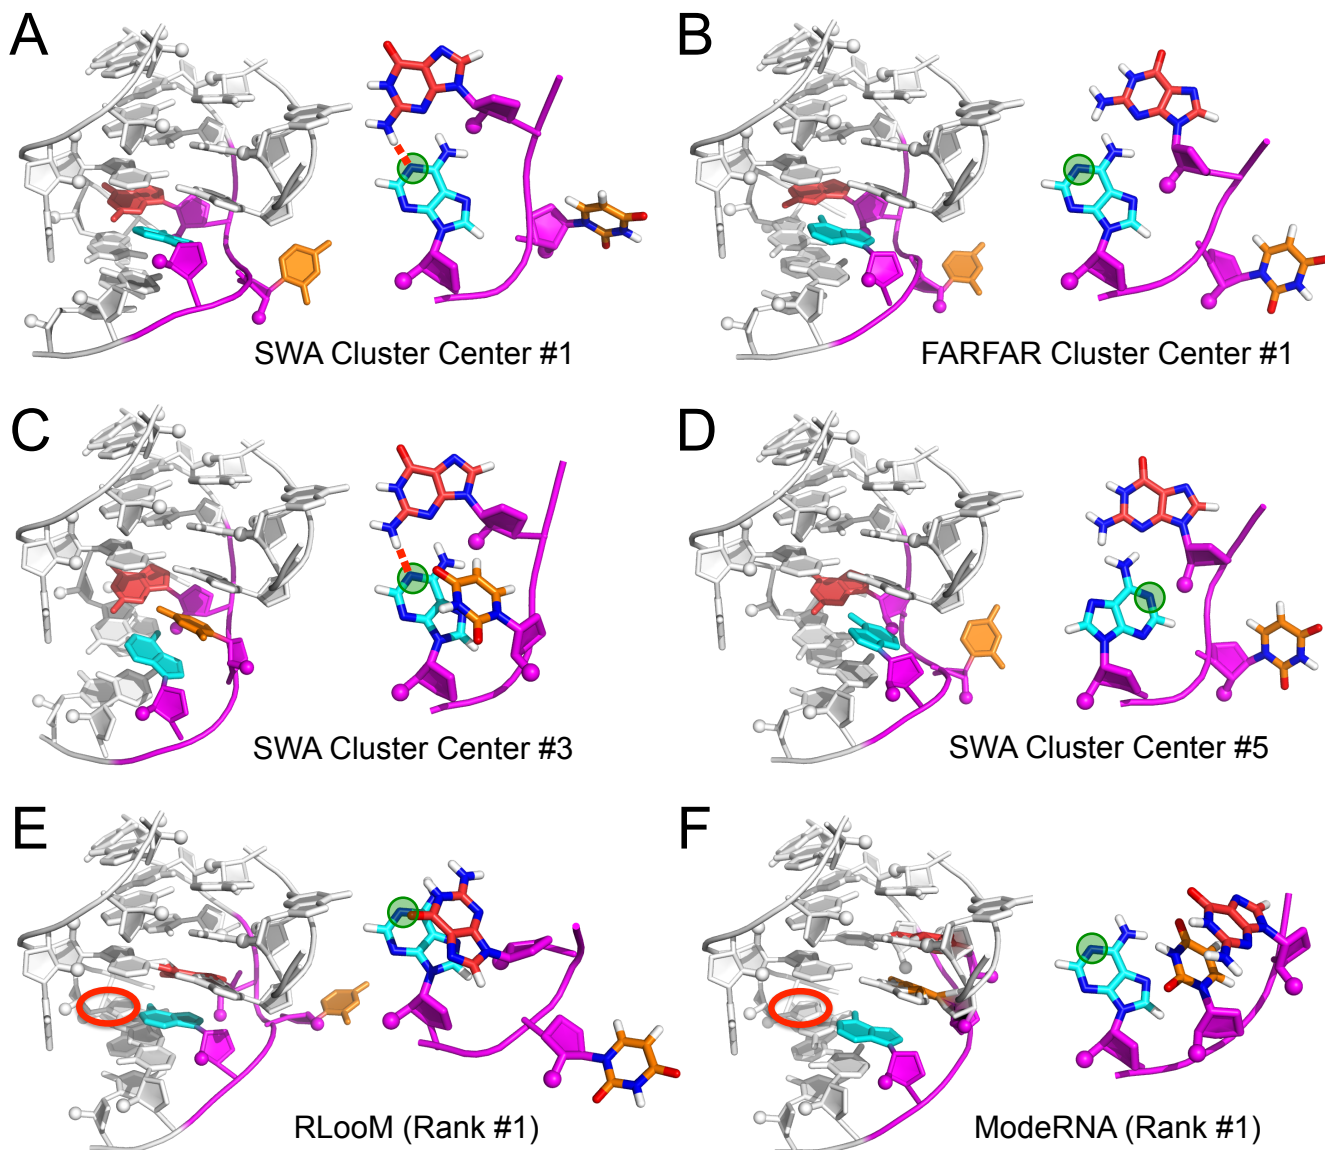 A
B
SWA Cluster Center #1
FARFAR Cluster Center #1
C
D
SWA Cluster Center #3
SWA Cluster Center #5
E
F
RLooM (Rank #1)
ModeRNA (Rank #1)